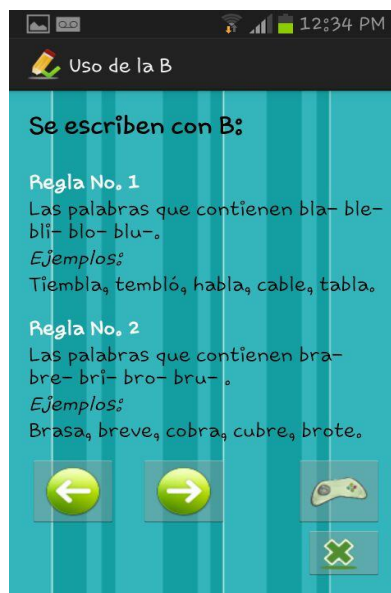 12:34 PM
Uso de la B
Se escriben con B:
Regla No. 1
Las palabras que contienen bla- ble-
bli- blo- blu-.
Ejemplos:
Tiembla, tembló, habla, cable, tabla.
Regla No. 2
Las palabras que contienen bra-
bre- bri- bro- bru- .
Ejemplos:
Brasa, breve, cobra, cubre, brote.